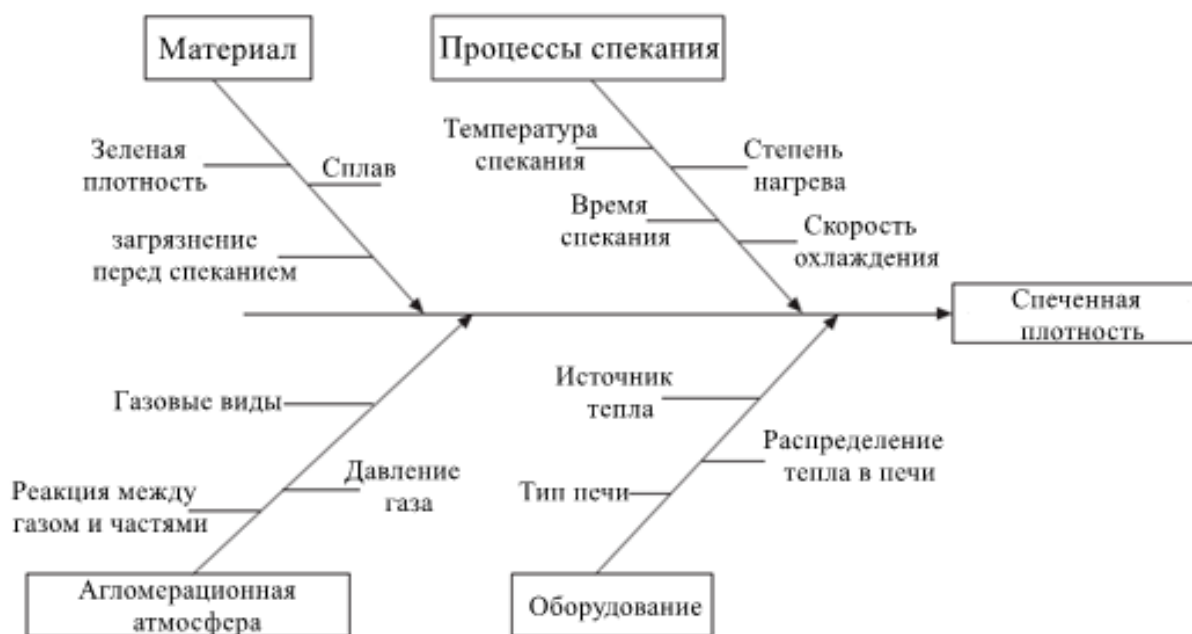 Материал
Процессы спекания
Зеленая
плотность
Сплав
загрязнение
перед спеканием
Температура
спекания
Степень
нагрева
Время
спекания
Скорость
охлаждения
Спеченная
плотность
Газовые виды
Давление
газа
Реакция между
газом и частями
Агломерационная
атмосфера
Источник
тепла
Распределение
тепла в печи
Тип печи
Оборудование